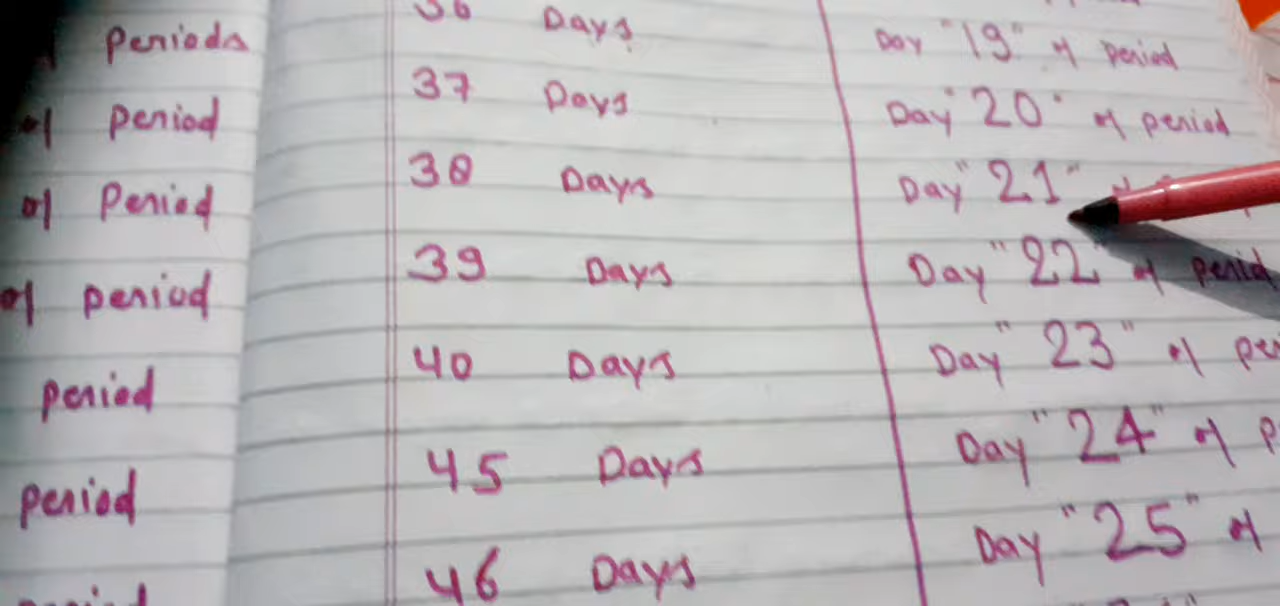 Periods 36 Days Day "19" of period
of period 37 Days Day "20" of period
of Period 38 Days Day "21" of
of period 39 Days Day "22" of period
period 40 Days Day "23" of
period 45 Days Day "24" of
period 46 Days Day "25" of